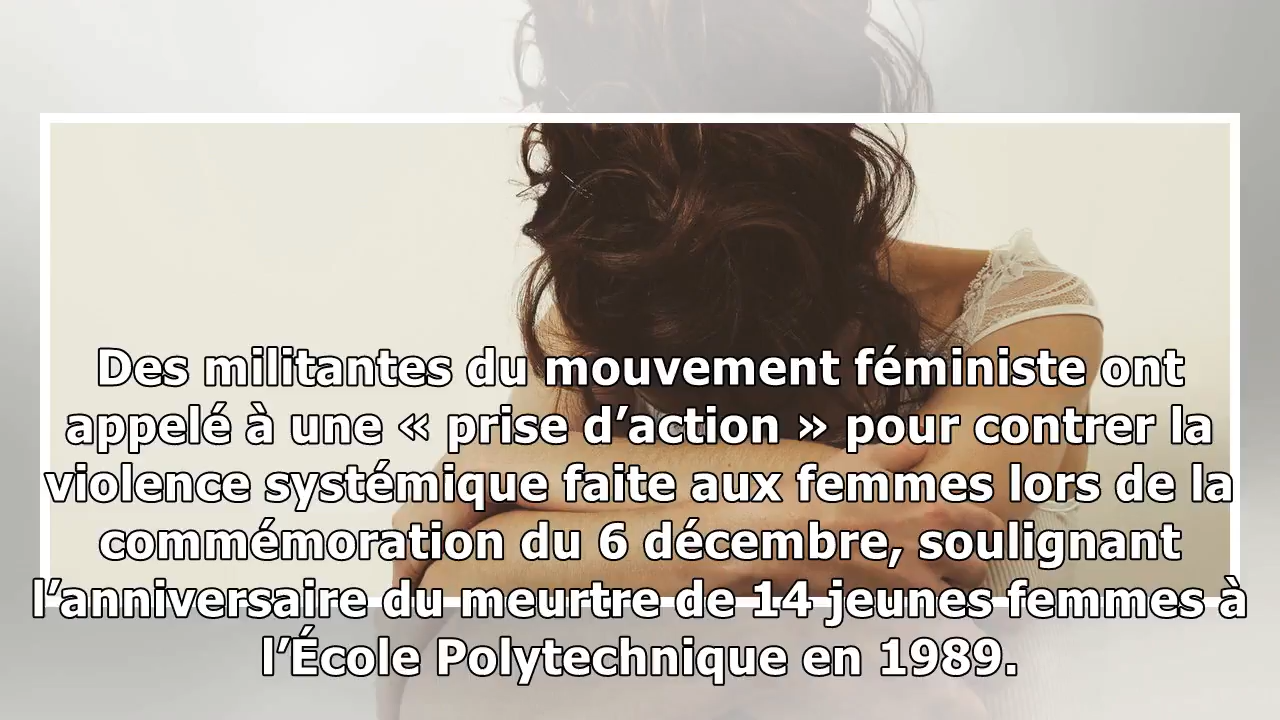 Des militantes du mouvement féministe ont
appelé à une « prise d’action » pour contrer la
violence systémique faite aux femmes lors de la
commémoration du 6 décembre, soulignant
l’anniversaire du meurtre de 14 jeunes femmes à
l’École Polytechnique en 1989.